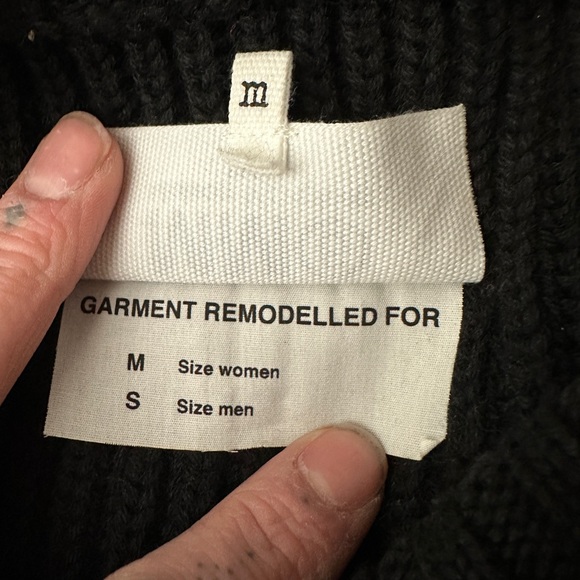 m
GARMENT REMODELLED FOR
M Size women
S Size men